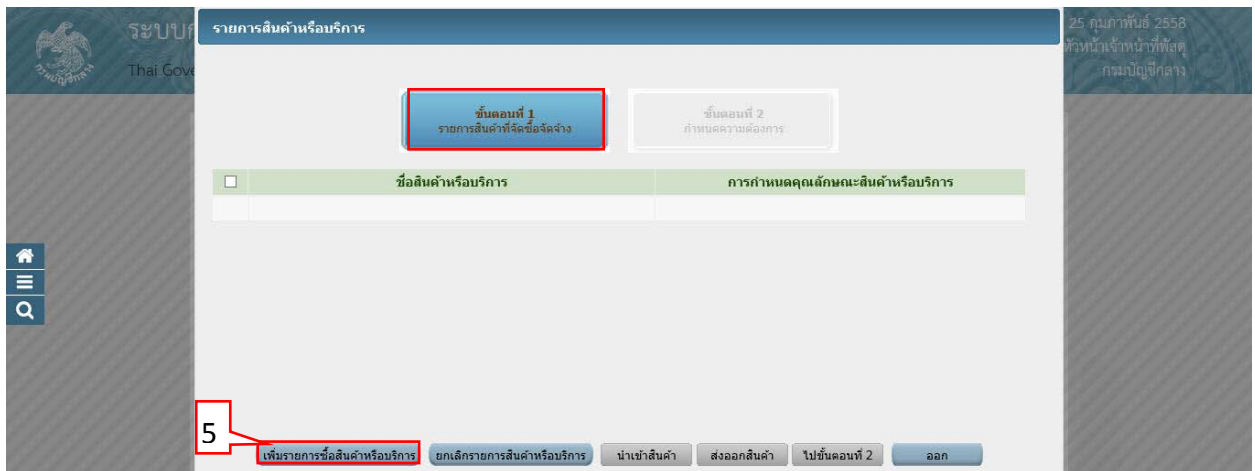 รายการสินค้าหรือบริการ
25 กุมภาพันธ์ 2558
หัวหน้าเจ้าหน้าที่พัสดุ
Thai Gove
กรมบัญชีกลาง
ขั้นตอนที่ 1
รายการสินค้าที่จัดซื้อจัดจ้าง
ขั้นตอนที่ 2
กำหนดความต้องการ
ชื่อสินค้าหรือบริการ การกำหนดคุณลักษณะสินค้าหรือบริการ
5
เพิ่มรายการซื้อสินค้าหรือบริการ ยกเลิกรายการสินค้าหรือบริการ นำเข้าสินค้า ส่งออกสินค้า ไปขั้นตอนที่ 2 ออก